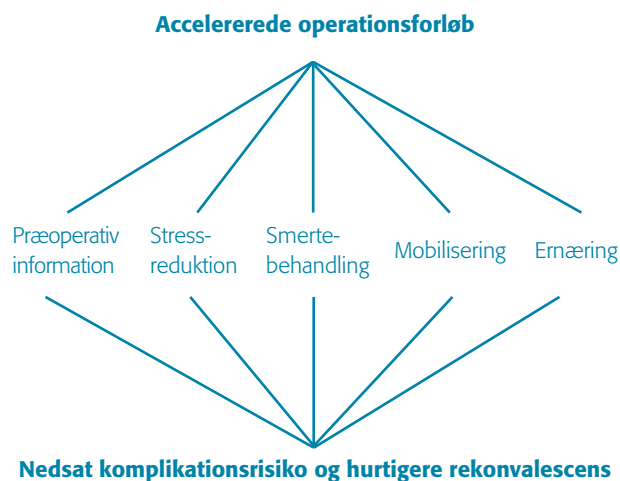 Accelererede operationsforløb
Præoperativ
information
Stress-
reduktion
Smerte-
behandling
Mobilisering
Ernæring
Nedsat komplikationsrisiko og hurtigere rekonvalescens